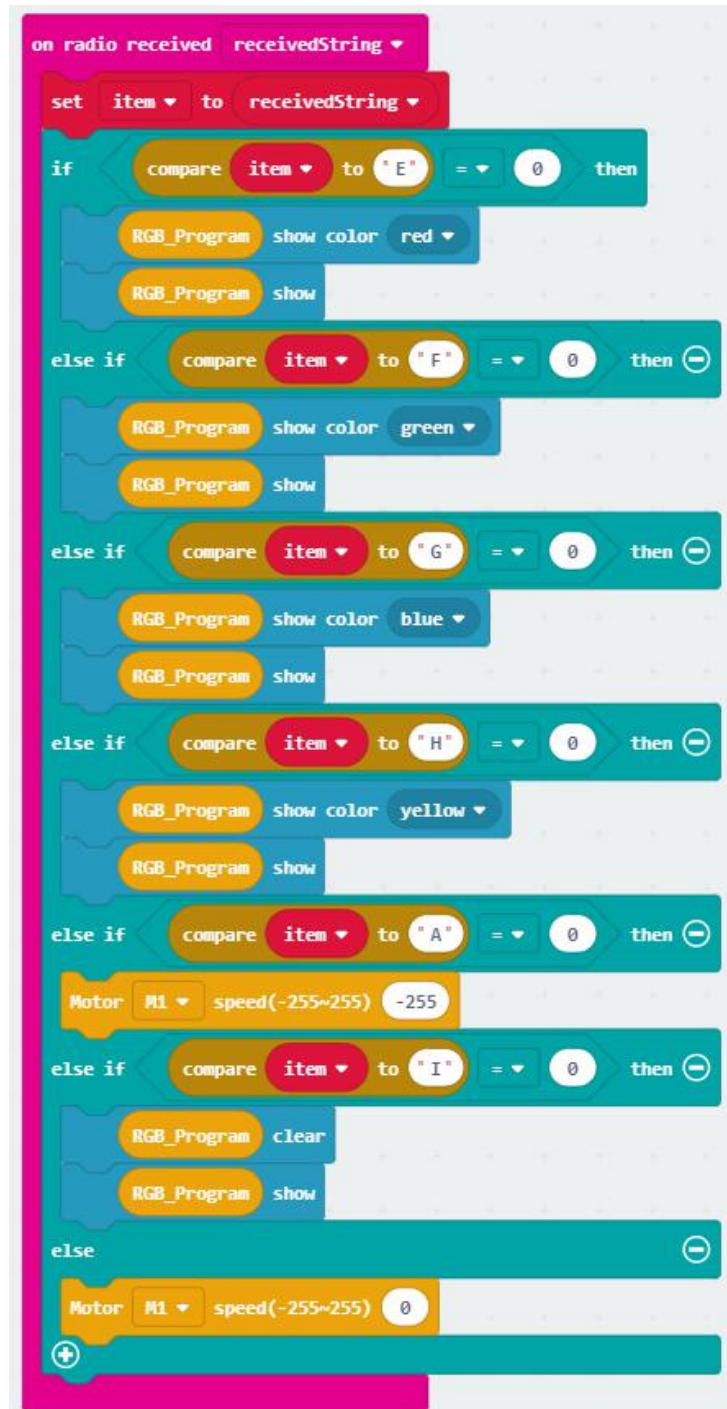 on radio received receivedString
set item to receivedString
if compare item to "E" = 0 then
RGB_Program show color red
RGB_Program show
else if compare item to "F" = 0 then
RGB_Program show color green
RGB_Program show
else if compare item to "G" = 0 then
RGB_Program show color blue
RGB_Program show
else if compare item to "H" = 0 then
RGB_Program show color yellow
RGB_Program show
else if compare item to "A" = 0 then
Motor M1 speed(-255~255) -255
else if compare item to "I" = 0 then
RGB_Program clear
RGB_Program show
else
Motor M1 speed(-255~255) 0